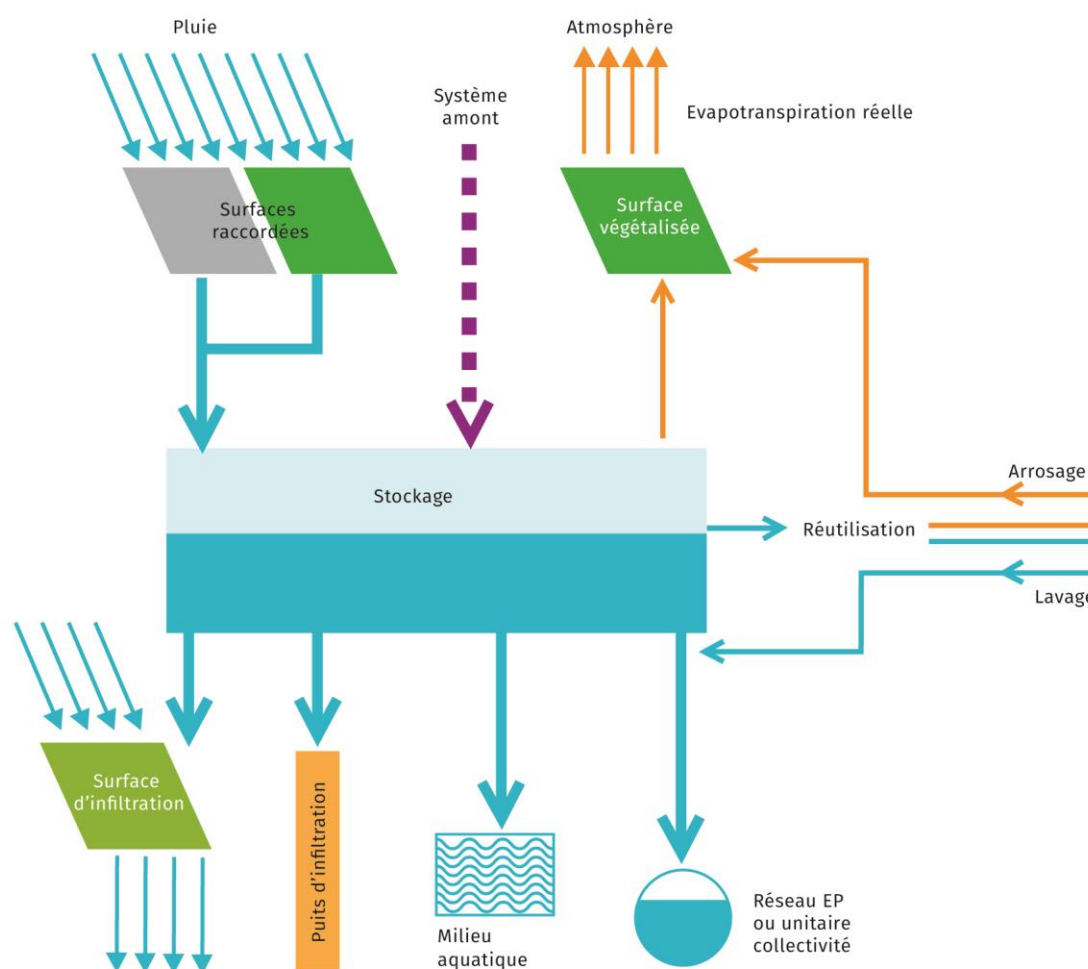 Pluie
Atmosphère
Système
amont
Evapotranspiration réelle
Surfaces
raccordées
Surface
végétalisée
Stockage
Arrosage
Réutilisation
Lavage
Surface
d'infiltration
Puits d'infiltration
Milieu
aquatique
Réseau EP
ou unitaire
collectivité